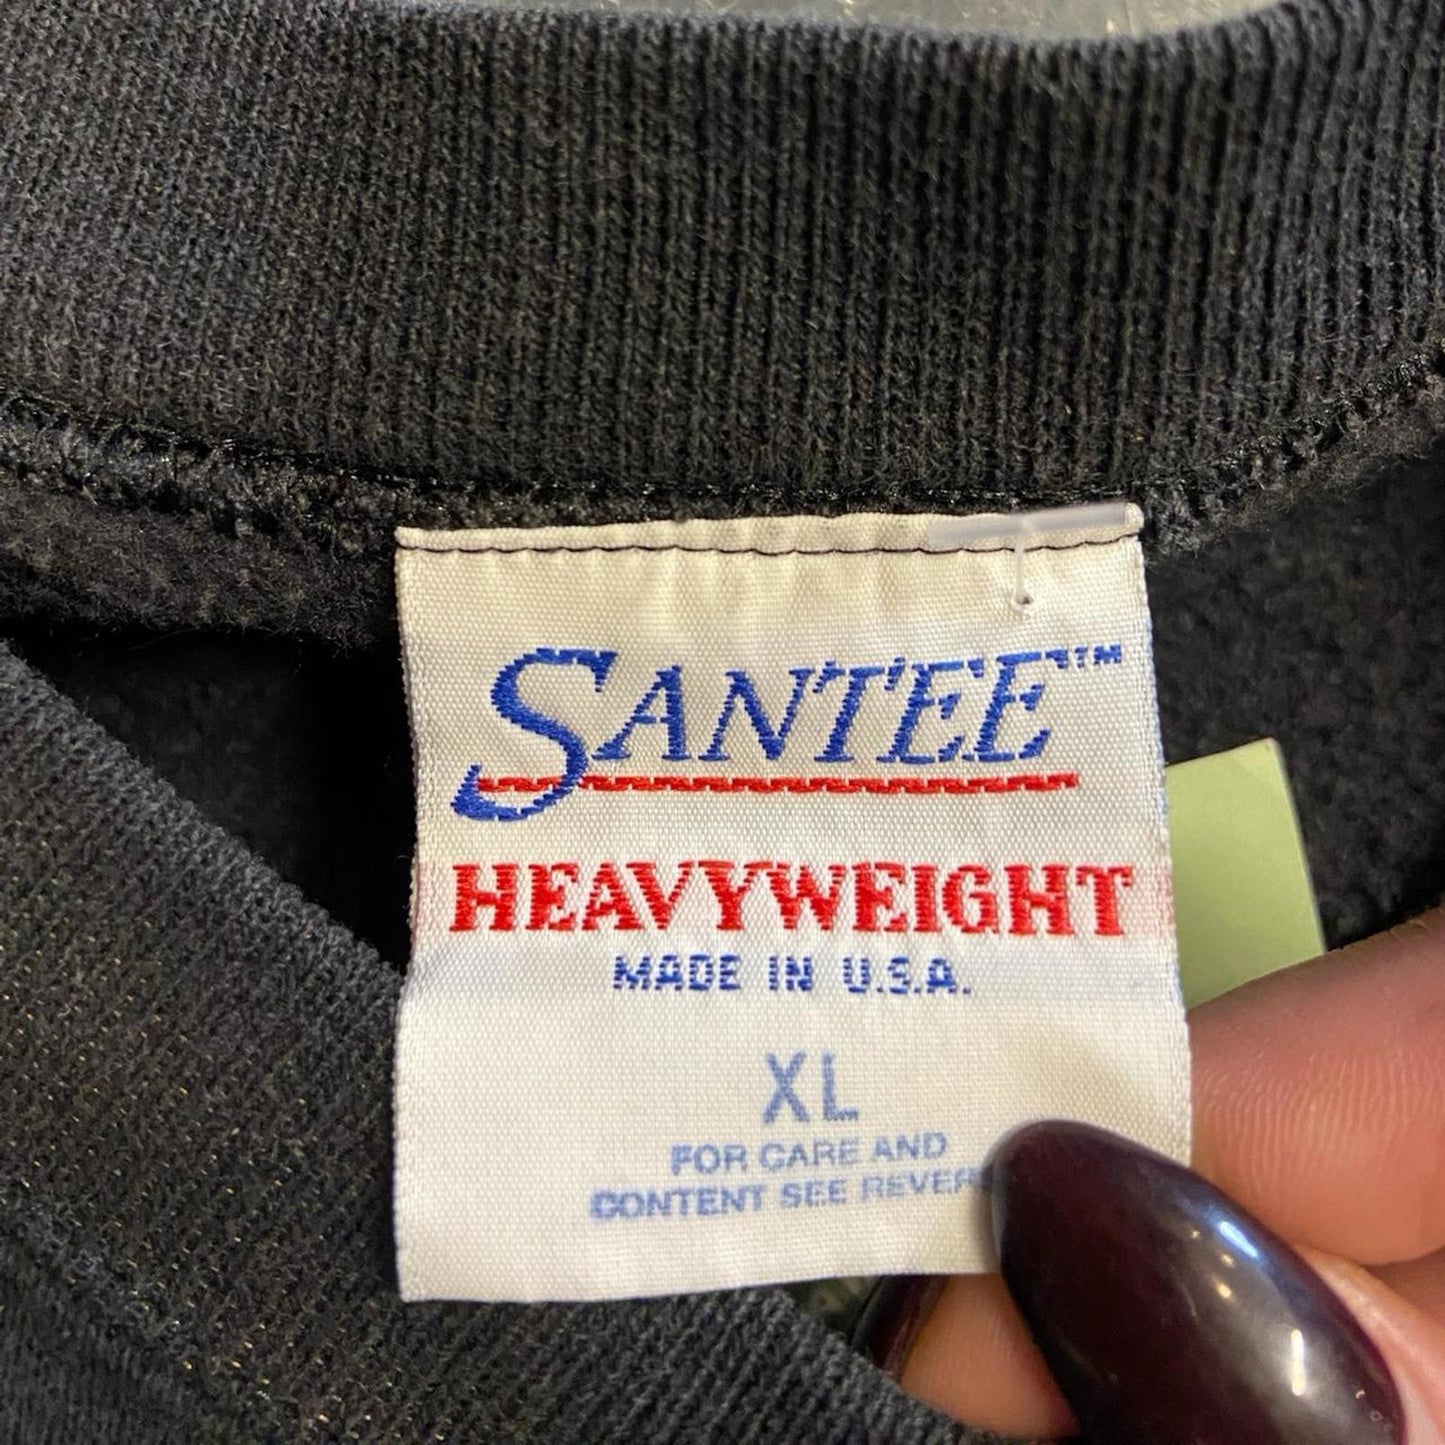 SANTEE™
HEAVYWEIGHT
MADE IN U.S.A.
XL
FOR CARE AND
CONTENT SEE